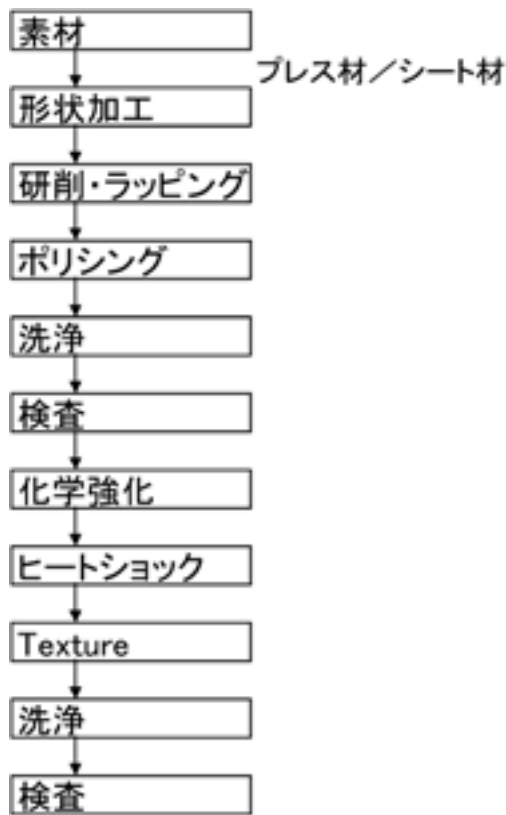 素材
プレス材／シート材
形状加工
研削・ラッピング
ポリシング
洗浄
検査
化学強化
ヒートショック
Texture
洗浄
検査